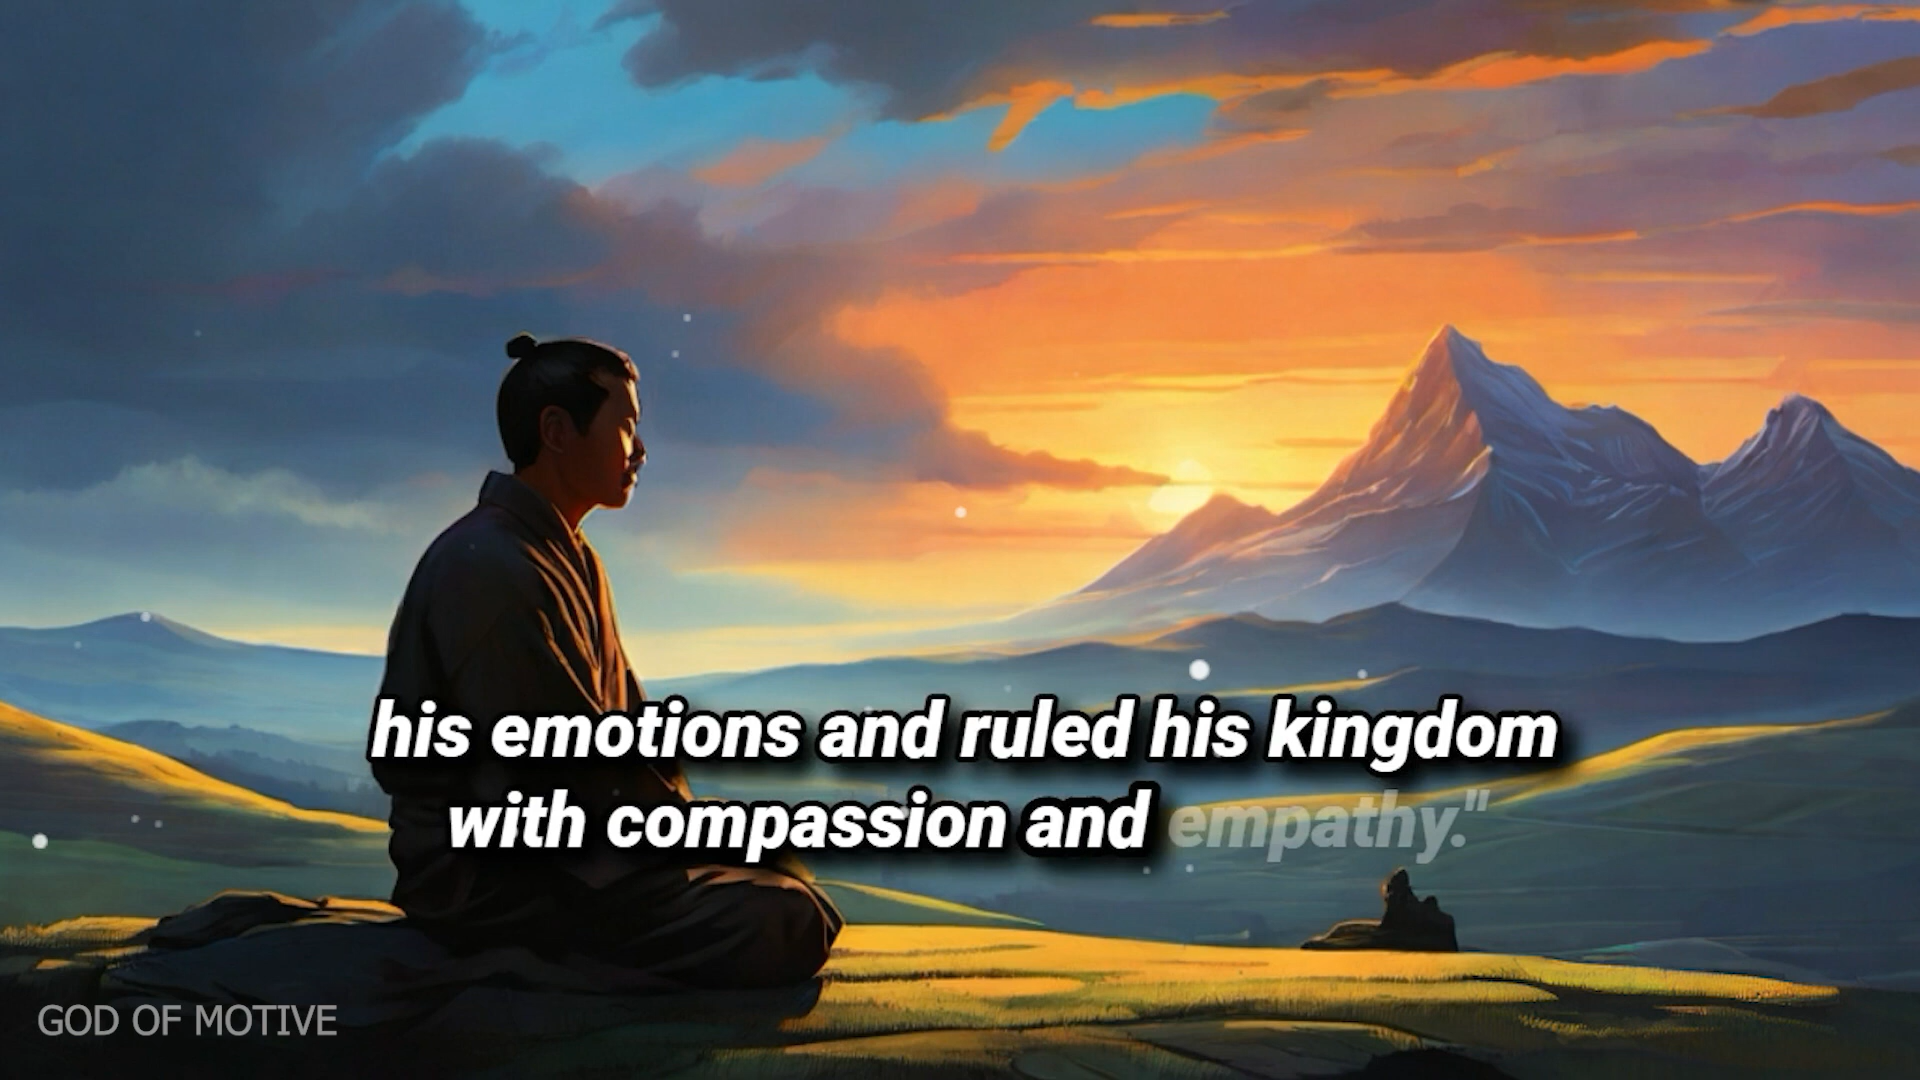 his emotions and ruled his kingdom
with compassion and empathy."
GOD OF MOTIVE